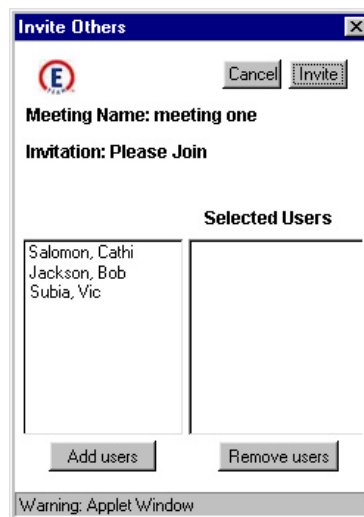 Invite Others
E
Cancel Invite
Meeting Name: meeting one
Invitation: Please Join
Selected Users
Salomon, Cathi
Jackson, Bob
Subia, Vic
Add users
Remove users
Warning: Applet Window